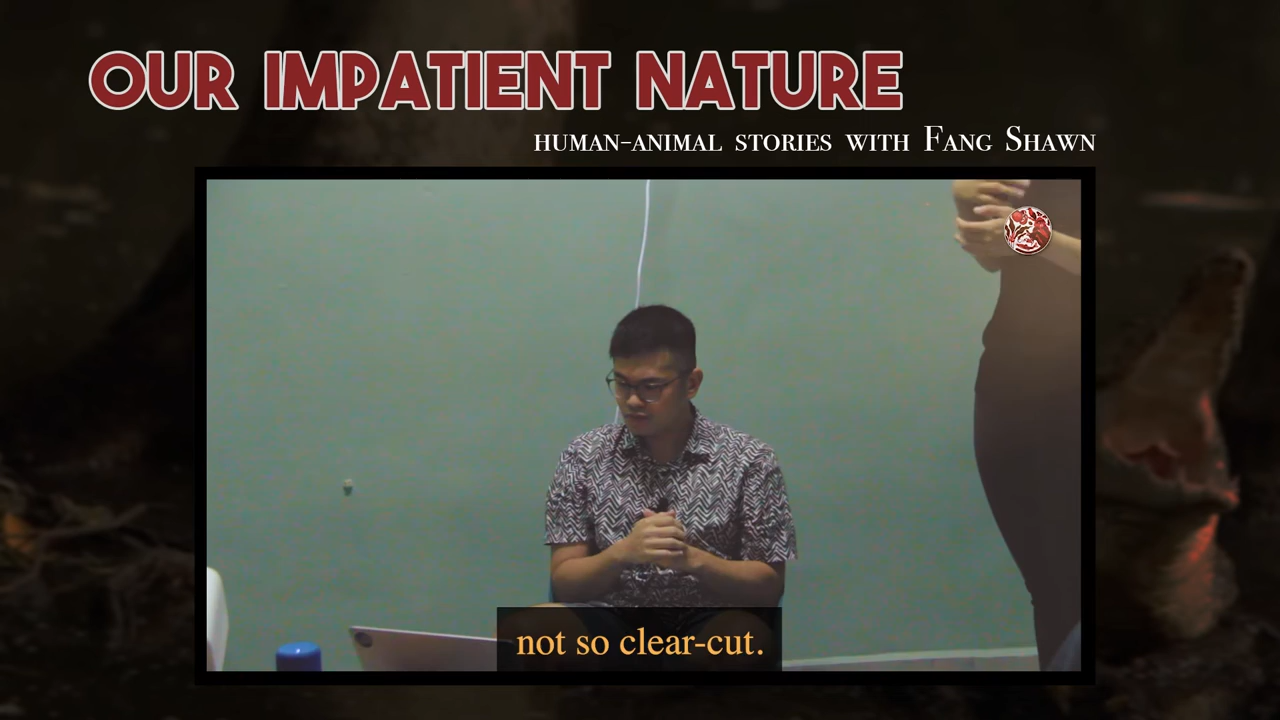 OUR IMPATIENT NATURE
HUMAN-ANIMAL STORIES WITH FANG SHAWN
not so clear-cut.